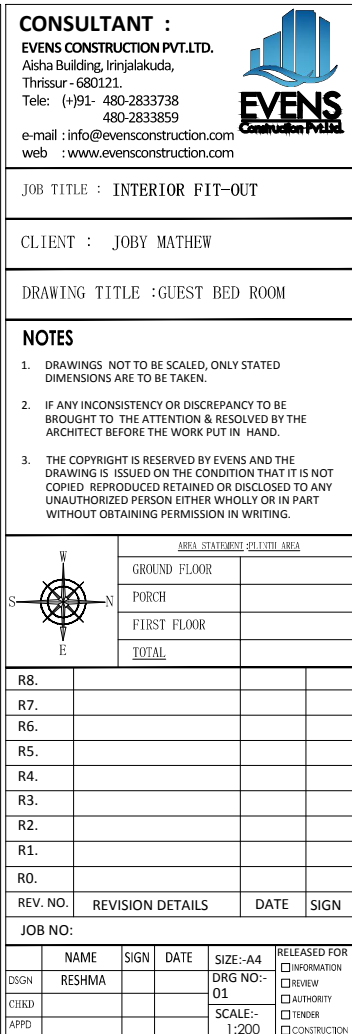 CONSULTANT :
EVENS CONSTRUCTION PVT.LTD.
Aisha Building, Irinjalakuda,
Thrissur - 680121.
Tele: (+)91- 480-2833738
480-2833859
e-mail : info@evensconstruction.com
web : www.evensconstruction.com
EVENS
Construction Pvt.Ltd
JOB TITLE : INTERIOR FIT-OUT
CLIENT : JOBY MATHEW
DRAWING TITLE :GUEST BED ROOM
NOTES
1. DRAWINGS NOT TO BE SCALED, ONLY STATED
DIMENSIONS ARE TO BE TAKEN.
2. IF ANY INCONSISTENCY OR DISCREPANCY TO BE
BROUGHT TO THE ATTENTION & RESOLVED BY THE
ARCHITECT BEFORE THE WORK PUT IN HAND.
3. THE COPYRIGHT IS RESERVED BY EVENS AND THE
DRAWING IS ISSUED ON THE CONDITION THAT IT IS NOT
COPIED REPRODUCED RETAINED OR DISCLOSED TO ANY
UNAUTHORIZED PERSON EITHER WHOLLY OR IN PART
WITHOUT OBTAINING PERMISSION IN WRITING.
W
S N
E
AREA STATEMENT :PLINTH AREA
GROUND FLOOR
PORCH
FIRST FLOOR
TOTAL
R8.
R7.
R6.
R5.
R4.
R3.
R2.
R1.
R0.
REV. NO. REVISION DETAILS DATE SIGN
JOB NO:
NAME SIGN DATE
DSGN RESHMA
CHKD
APPD
SIZE:-A4
DRG NO:-
01
SCALE:-
1:200
RELEASED FOR
INFORMATION
REVIEW
AUTHORITY
TENDER
CONSTRUCTION